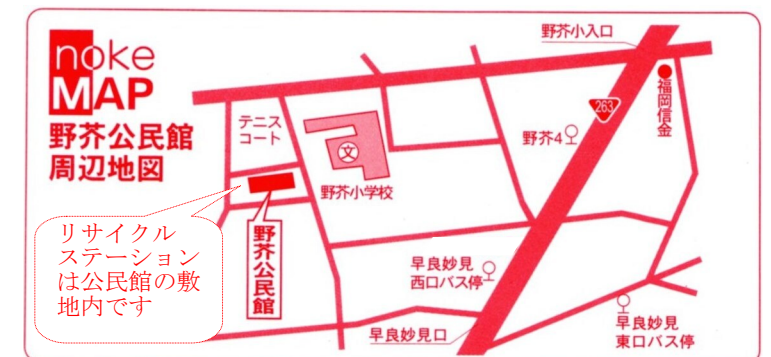 noke
MAP
野芥公民館
周辺地図
リサイクル
ステーション
は公民館の敷
地内です
テニス
コート
文
野芥小学校
野芥公民館
野芥小入口
263
福岡信金
野芥4
早良妙見
西口バス停
早良妙見口
早良妙見
東口バス停